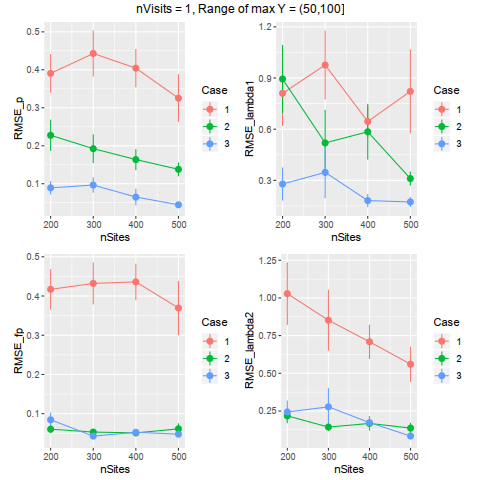 nVisits = 1, Range of max Y = (50,100]
RMSE_p
0.5
0.4
0.3
0.2
0.1
200 300 400 500
nSites
Case
1
2
3
RMSE_lambda1
1.2
0.9
0.6
0.3
200 300 400 500
nSites
Case
1
2
3
RMSE_fp
0.5
0.4
0.3
0.2
0.1
200 300 400 500
nSites
Case
1
2
3
RMSE_lambda2
1.25
1.00
0.75
0.50
0.25
200 300 400 500
nSites
Case
1
2
3